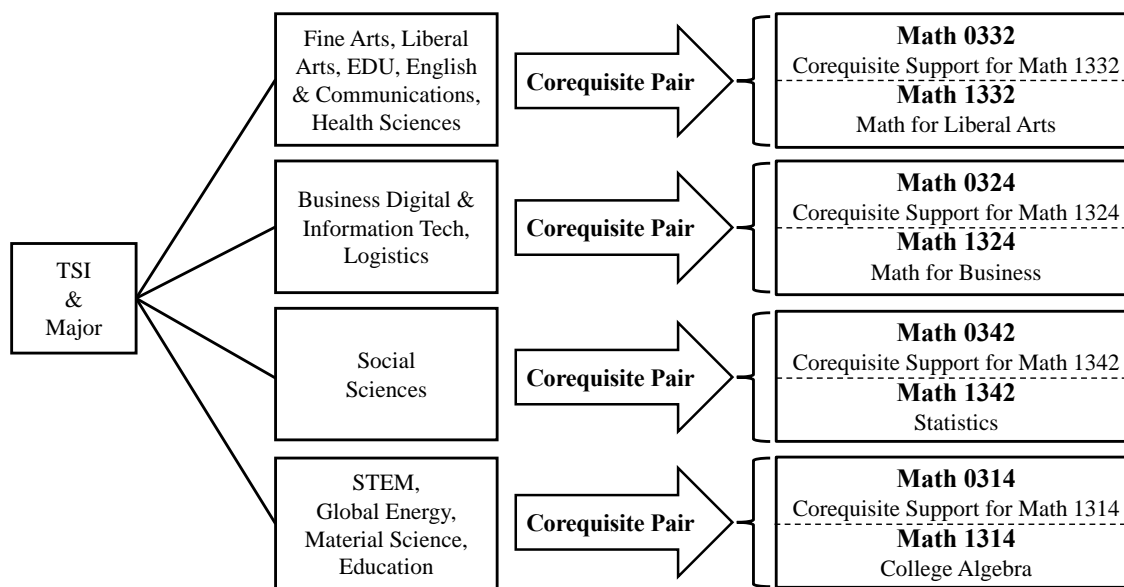 TSI
&
Major
Fine Arts, Liberal
Arts, EDU, English
& Communications,
Health Sciences
Corequisite Pair
Math 0332
Corequisite Support for Math 1332
Math 1332
Math for Liberal Arts
Business Digital &
Information Tech,
Logistics
Corequisite Pair
Math 0324
Corequisite Support for Math 1324
Math 1324
Math for Business
Social
Sciences
Corequisite Pair
Math 0342
Corequisite Support for Math 1342
Math 1342
Statistics
STEM,
Global Energy,
Material Science,
Education
Corequisite Pair
Math 0314
Corequisite Support for Math 1314
Math 1314
College Algebra